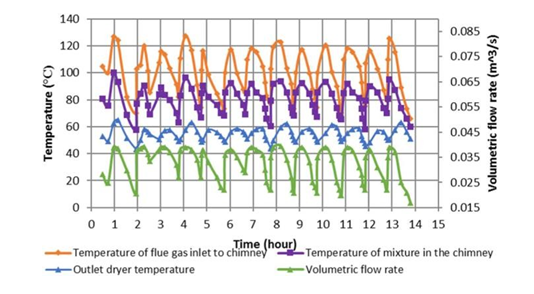 140
120
100
80
60
40
20
0
Temperature (°C)
0.085
0.075
0.065
0.055
0.045
0.035
0.025
0.015
Volumetric flow rate (m^3/s)
0 1 2 3 4 5 6 7 8 9 10 11 12 13 14 15
Time (hour)
Temperature of flue gas inlet to chimney
Temperature of mixture in the chimney
Outlet dryer temperature
Volumetric flow rate